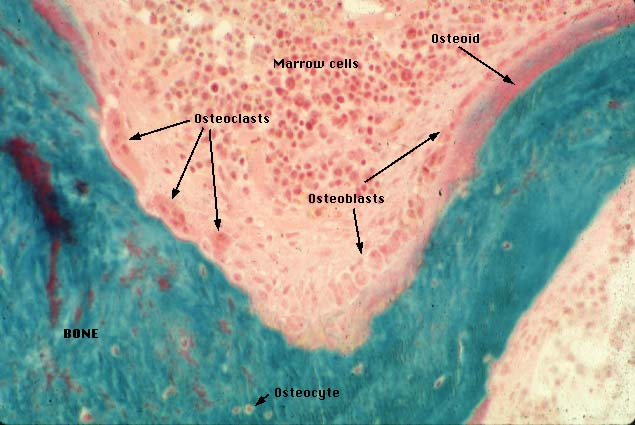 Osteoid
Marrow cells
Osteoclasts
Osteoblasts
BONE
Osteocyte